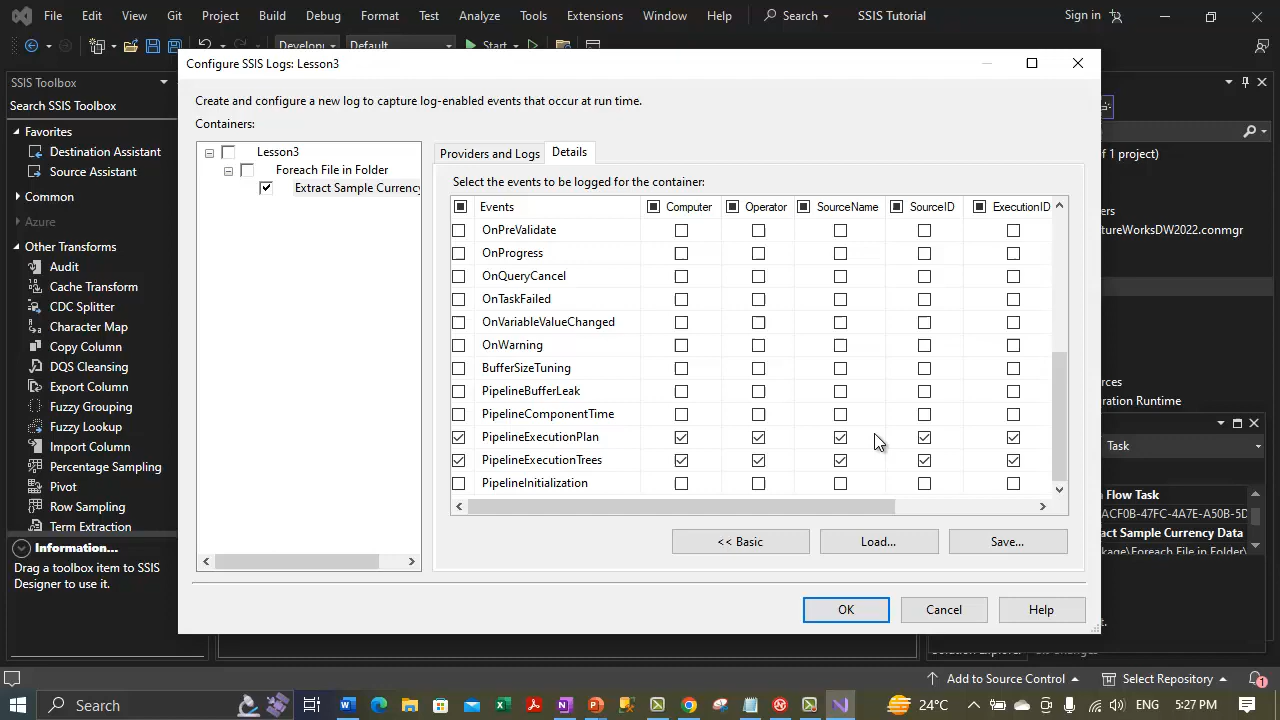 File Edit View Git Project Build Debug Format Test Analyze Tools Extensions Window Help Search SSIS Tutorial Sign in
Default Start
Configure SSIS Logs: Lesson3
SSIS Toolbox
Search SSIS Toolbox
Favorites
Destination Assistant
Source Assistant
Common
Azure
Other Transforms
Audit
Cache Transform
CDC Splitter
Character Map
Copy Column
DQS Cleansing
Export Column
Fuzzy Grouping
Fuzzy Lookup
Import Column
Percentage Sampling
Pivot
Row Sampling
Term Extraction
Information...
Drag a toolbox item to SSIS
Designer to use it.
Create and configure a new log to capture log-enabled events that occur at run time.
Containers:
Lesson3
Foreach File in Folder
Extract Sample Currency
Providers and Logs Details
Select the events to be logged for the container:
Events Computer Operator SourceName SourceID ExecutionID
OnPreValidate
OnProgress
OnQueryCancel
OnTaskFailed
OnVariableValueChanged
OnWarning
BufferSizeTuning
PipelineBufferLeak
PipelineComponentTime
PipelineExecutionPlan
PipelineExecutionTrees
PipelineInitialization
<< Basic Load... Save...
OK Cancel Help
f 1 project)
ers
tureWorksDW2022.conmgr
rces
ration Runtime
Task
Flow Task
ACF0B-47FC-4A7E-A50B-5D
act Sample Currency Data
kage\Foreach File in Folder\
Add to Source Control Select Repository
Search 24°C ENG 5:27 PM